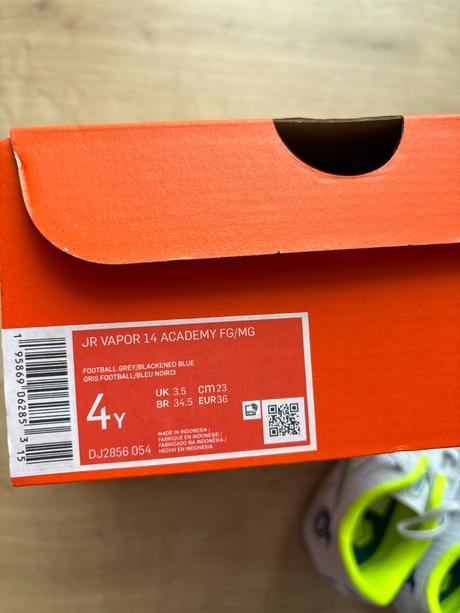 JR VAPOR 14 ACADEMY FG/MG
FOOTBALL GREY/BLACKENED BLUE
GRIS FOOTBALL/BLEU NOIRCI
4Y
UK 3.5 cm 23
BR 34.5 EUR 36
MADE IN INDONESIA /
FABRIQUE EN INDONESIE /
FABRICADO NA INDONÉSIA /
HECHO EN INDONESIA
DJ2856 054
1 95869 06285 3 15